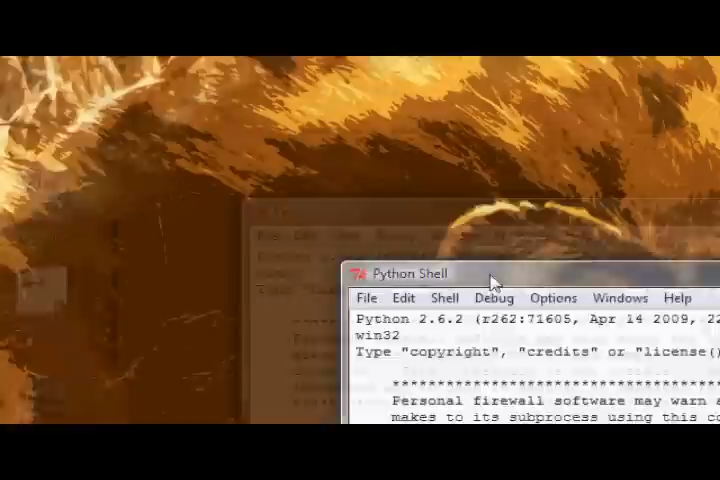 Python Shell
File Edit Shell Debug Options Windows Help
Python 2.6.2 (r262:71605, Apr 14 2009, 22
win32
Type "copyright", "credits" or "license()
****************************************
Personal firewall software may warn a
makes to its subprocess using this co